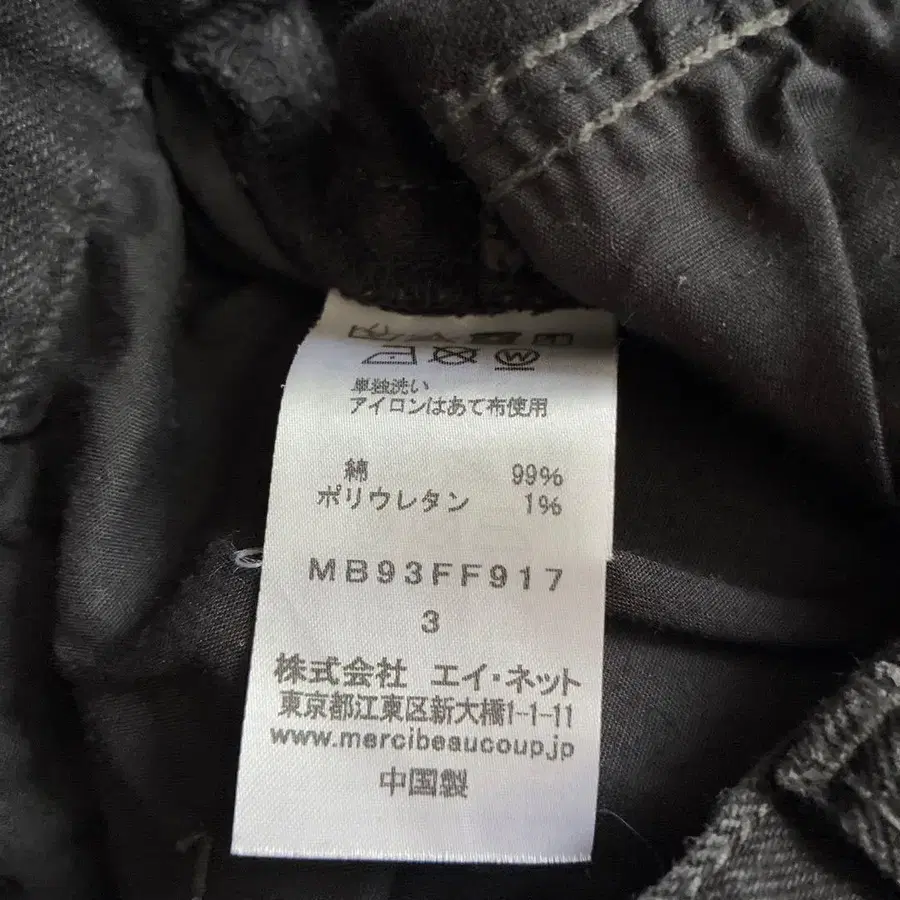 単独洗い
アイロンはあて布使用
綿 99%
ポリウレタン 1%
MB93FF917
3
株式会社 エイ・ネット
東京都江東区新大橋1-1-11
www.mercibeaucoup.jp
中国製